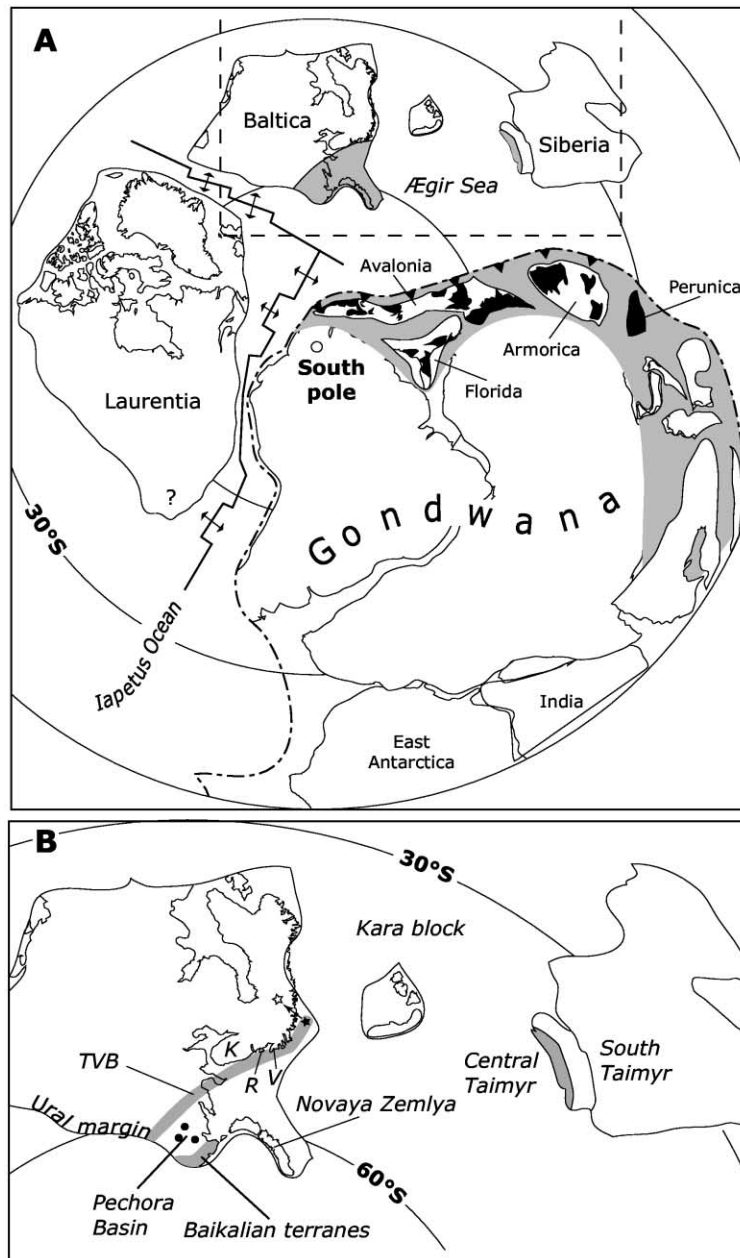 A
Baltica
Siberia
Ægir Sea
Avalonia
Perunica
Armorica
South
pole
Florida
Laurentia
?
Gondwana
30°S
Iapetus Ocean
India
East
Antarctica
B
30°S
Kara block
K
TVB
R
V
Central
Taimyr
South
Taimyr
Novaya Zemlya
Ural margin
60°S
Pechora
Basin
Baikalian terranes